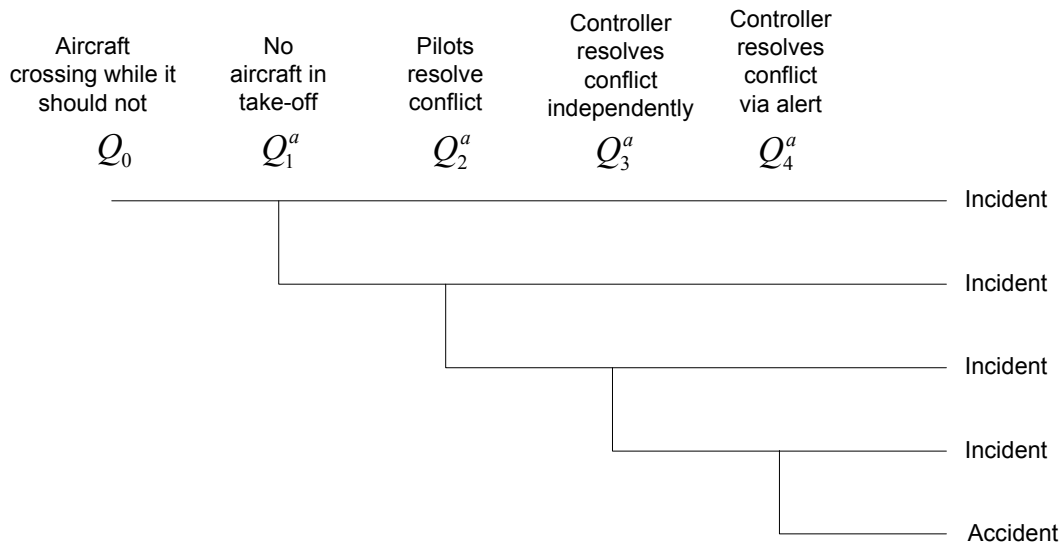 Aircraft
crossing while it
should not
No
aircraft in
take-off
Pilots
resolve
conflict
Controller
resolves
conflict
independently
Controller
resolves
conflict
via alert
Q₀
Q₁ᵃ
Q₂ᵃ
Q₃ᵃ
Q₄ᵃ
Incident
Incident
Incident
Incident
Accident